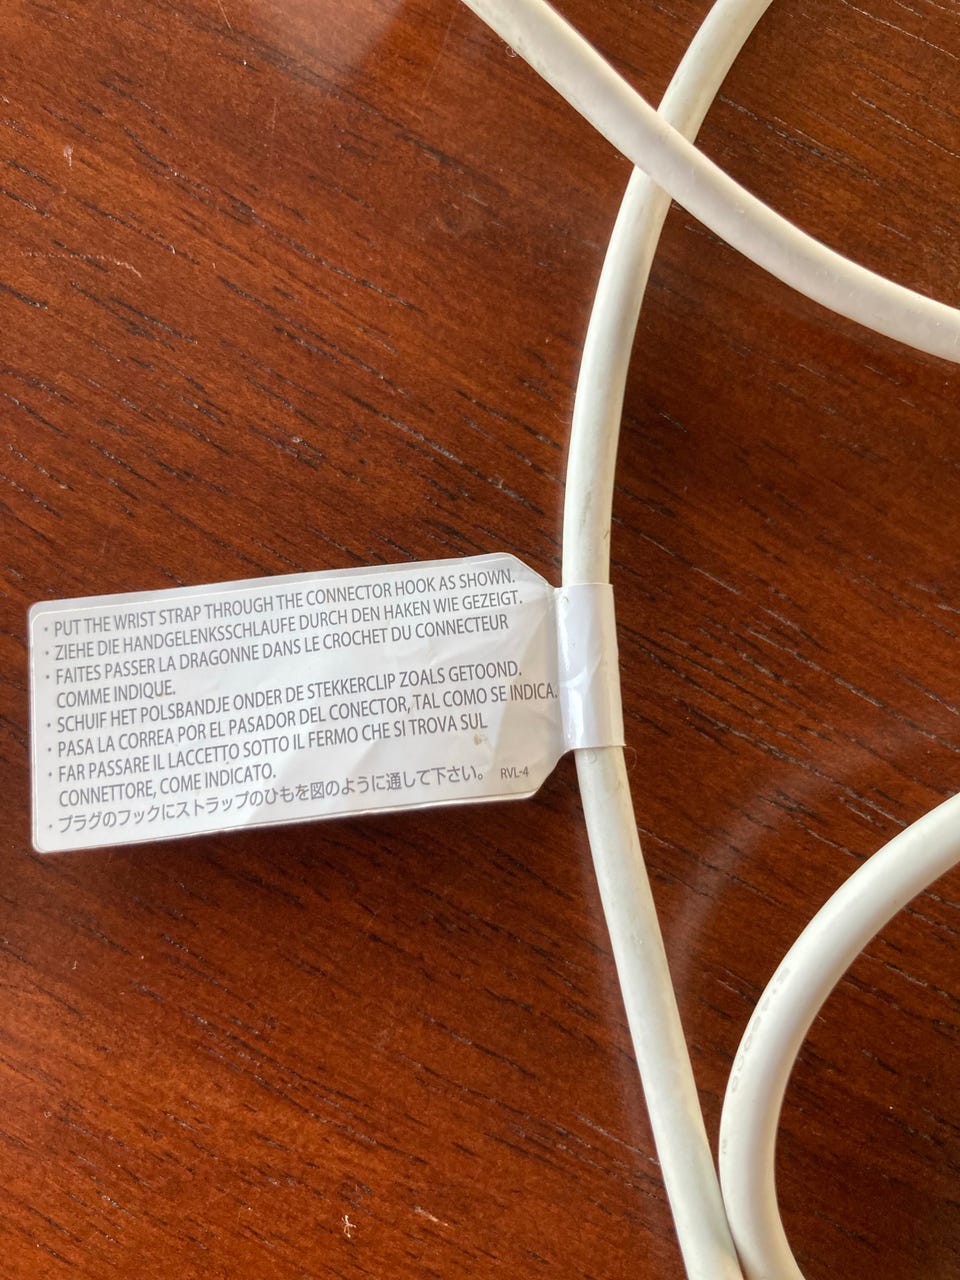 · PUT THE WRIST STRAP THROUGH THE CONNECTOR HOOK AS SHOWN.
· ZIEHE DIE HANDGELENKSSCHLAUFE DURCH DEN HAKEN WIE GEZEIGT.
· FAITES PASSER LA DRAGONNE DANS LE CROCHET DU CONNECTEUR
COMME INDIQUE.
· SCHUIF HET POLSBANDJE ONDER DE STEKKERCLIP ZOALS GETOOND.
· PASA LA CORREA POR EL PASADOR DEL CONECTOR, TAL COMO SE INDICA.
· FAR PASSARE IL LACCETTO SOTTO IL FERMO CHE SI TROVA SUL
CONNETTORE, COME INDICATO.
· プラグのフックにストラップのひもを図のように通して下さい。 RVL-4